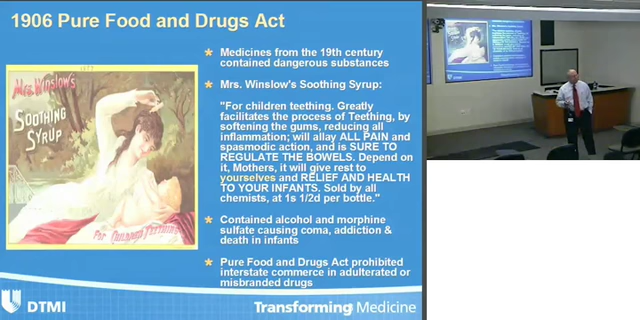 1906 Pure Food and Drugs Act
Mrs. Winslow's
SOOTHING
SYRUP
For CHILDREN TEETHING
* Medicines from the 19th century
contained dangerous substances
* Mrs. Winslow's Soothing Syrup:
"For children teething. Greatly
facilitates the process of Teething, by
softening the gums, reducing all
inflammation; will allay ALL PAIN and
spasmodic action, and is SURE TO
REGULATE THE BOWELS. Depend on
it, Mothers, it will give rest to
yourselves and RELIEF AND HEALTH
TO YOUR INFANTS. Sold by all
chemists, at 1s 1/2d per bottle."
* Contained alcohol and morphine
sulfate causing coma, addiction &
death in infants
* Pure Food and Drugs Act prohibited
interstate commerce in adulterated or
misbranded drugs
DTMI
Transforming Medicine